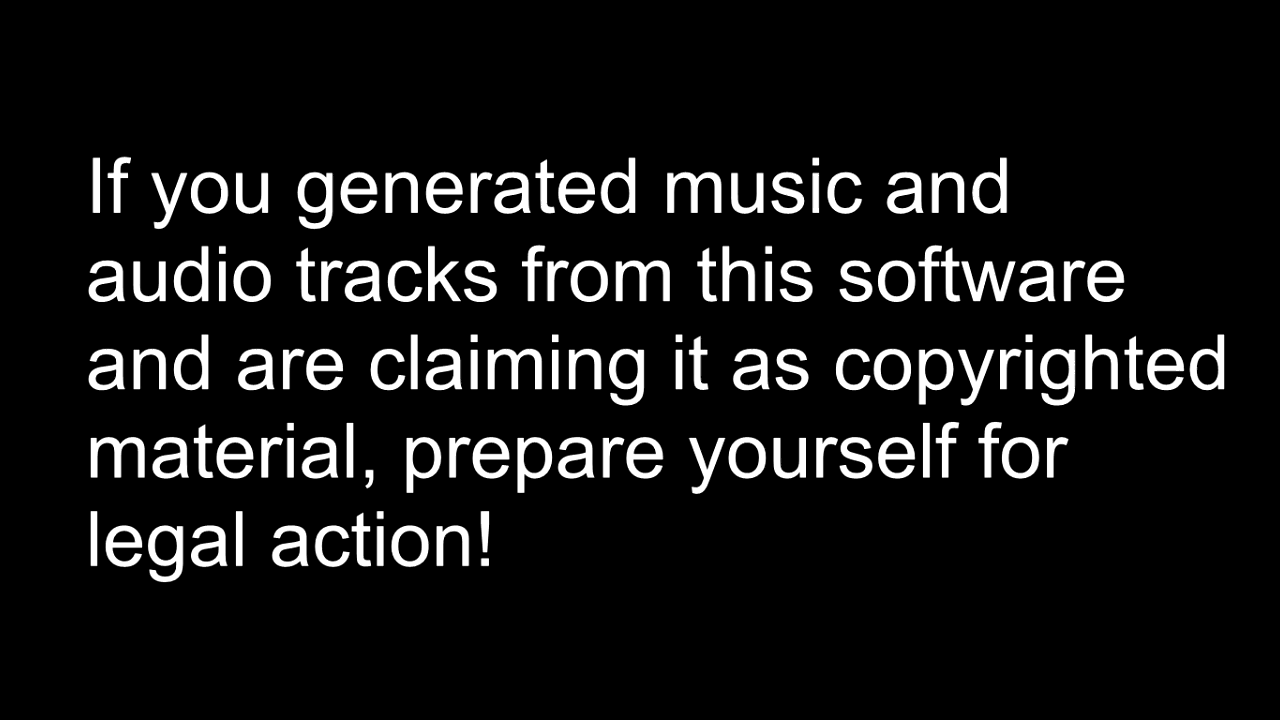 If you generated music and
audio tracks from this software
and are claiming it as copyrighted
material, prepare yourself for
legal action!